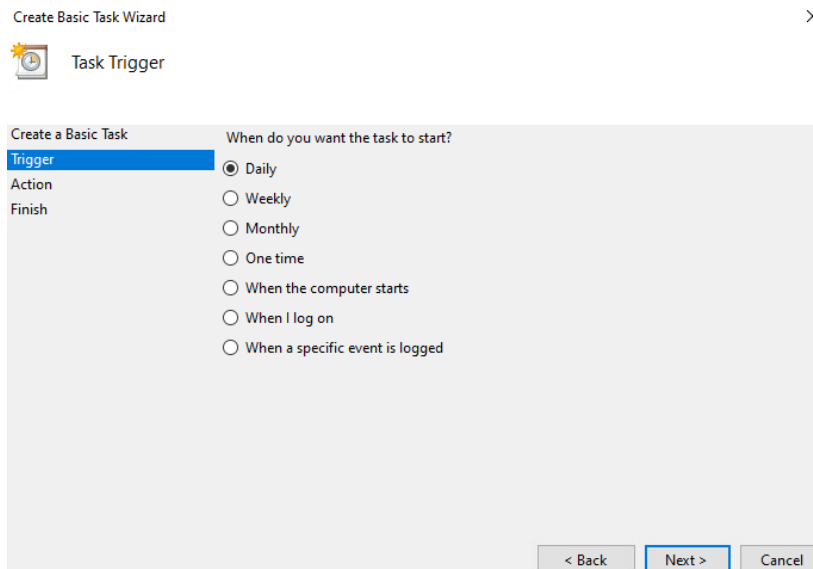 Create Basic Task Wizard
Task Trigger
Create a Basic Task
Trigger
Action
Finish
When do you want the task to start?
Daily
Weekly
Monthly
One time
When the computer starts
When I log on
When a specific event is logged
< Back
Next >
Cancel